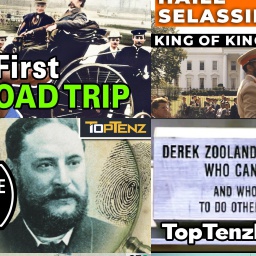 First
OAD TRIP
HAILE
SELASSI
KING OF KING
TOPTENZ
E
DEREK ZOOLAND
WHO CAN
AND WHO
TO DO OTHE
TopTenz